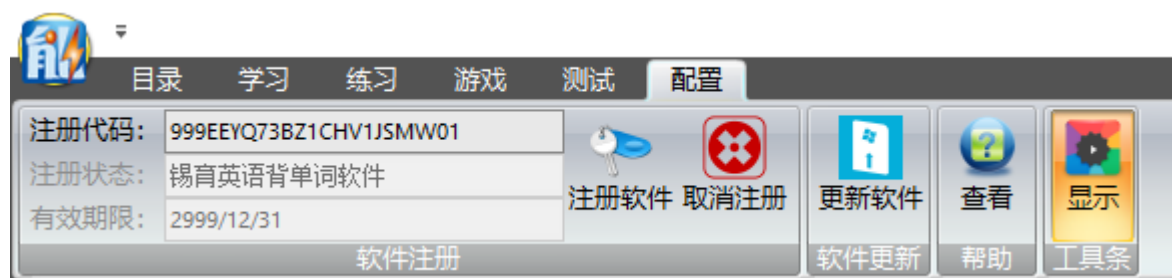 目录 学习 练习 游戏 测试 配置
注册代码: 999EEYQ73BZ1CHV1JSMW01
注册状态: 锡育英语背单词软件
有效期限: 2999/12/31
注册软件 取消注册 更新软件 查看 显示
软件注册 软件更新 帮助 工具条